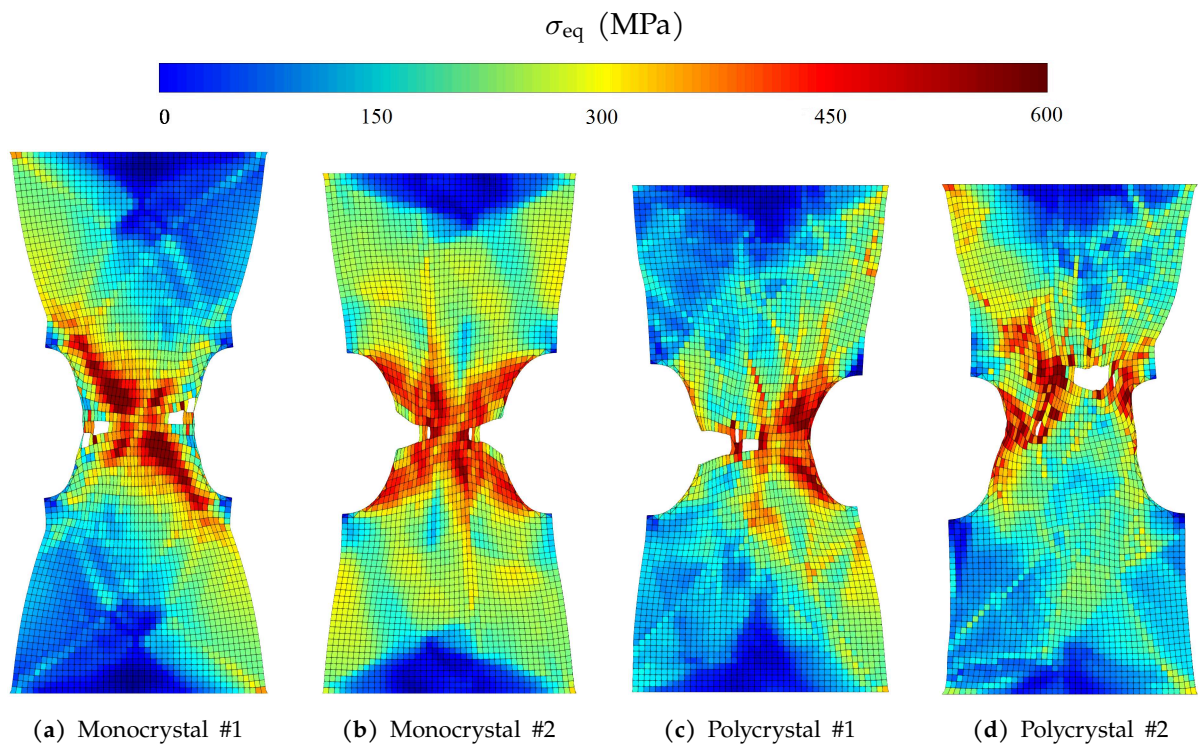 σeq (MPa)
0 150 300 450 600
(a) Monocrystal #1 (b) Monocrystal #2 (c) Polycrystal #1 (d) Polycrystal #2